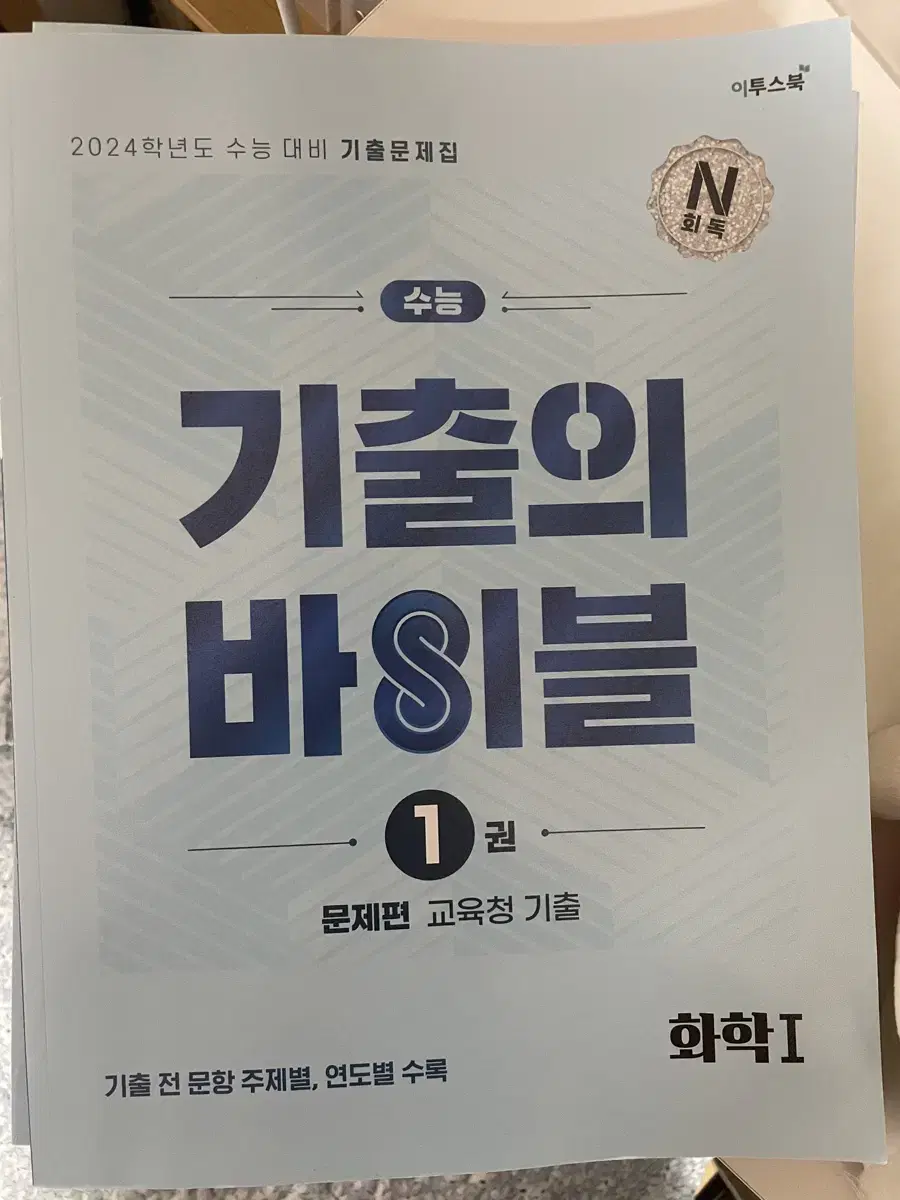 이투스북
2024학년도 수능 대비 기출문제집
N
회독
수능
기출의
바이블
1권
문제편 교육청 기출
화학 I
기출 전 문항 주제별, 연도별 수록